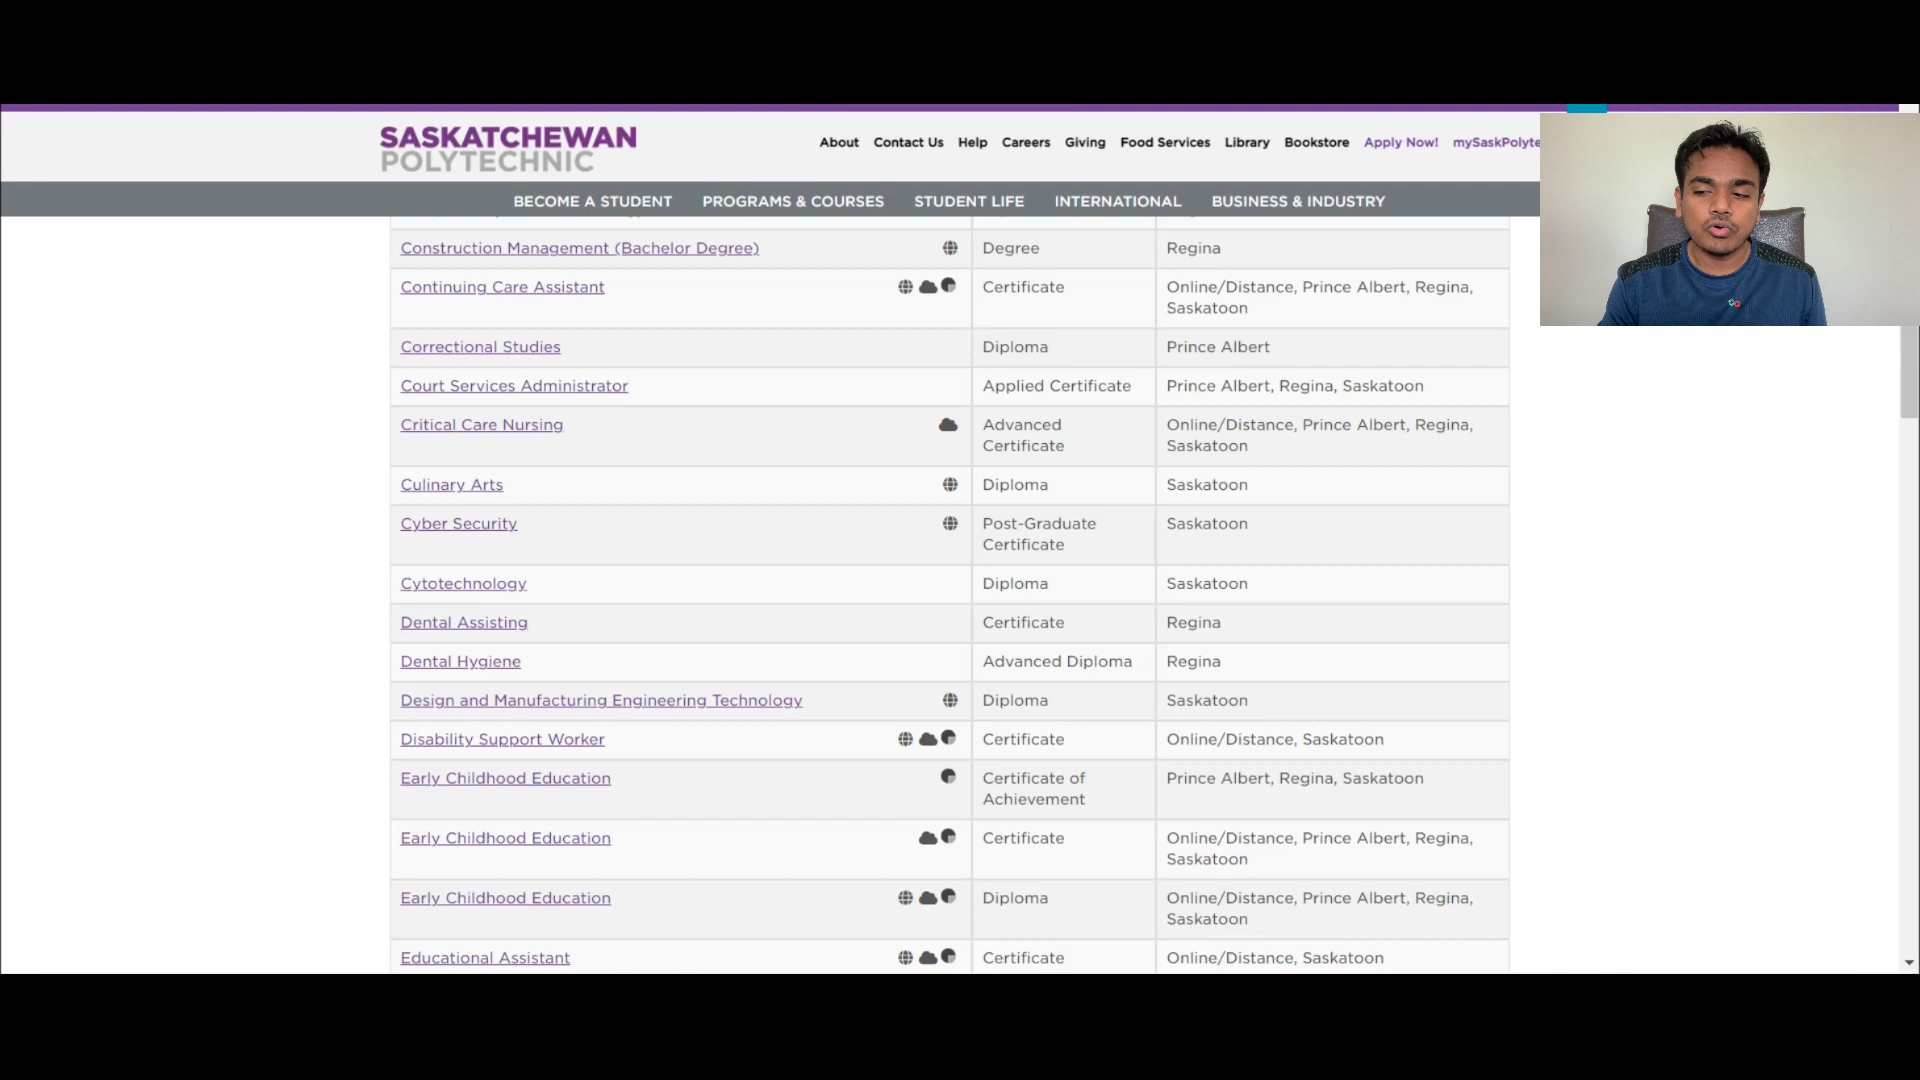 SASKATCHEWAN
POLYTECHNIC
About Contact Us Help Careers Giving Food Services Library Bookstore Apply Now! mySaskPolyte
BECOME A STUDENT PROGRAMS & COURSES STUDENT LIFE INTERNATIONAL BUSINESS & INDUSTRY
Construction Management (Bachelor Degree) Degree Regina
Continuing Care Assistant Certificate Online/Distance, Prince Albert, Regina,
Saskatoon
Correctional Studies Diploma Prince Albert
Court Services Administrator Applied Certificate Prince Albert, Regina, Saskatoon
Critical Care Nursing Advanced Online/Distance, Prince Albert, Regina,
Certificate Saskatoon
Culinary Arts Diploma Saskatoon
Cyber Security Post-Graduate Saskatoon
Certificate
Cytotechnology Diploma Saskatoon
Dental Assisting Certificate Regina
Dental Hygiene Advanced Diploma Regina
Design and Manufacturing Engineering Technology Diploma Saskatoon
Disability Support Worker Certificate Online/Distance, Saskatoon
Early Childhood Education Certificate of Prince Albert, Regina, Saskatoon
Achievement
Early Childhood Education Certificate Online/Distance, Prince Albert, Regina,
Saskatoon
Early Childhood Education Diploma Online/Distance, Prince Albert, Regina,
Saskatoon
Educational Assistant Certificate Online/Distance, Saskatoon